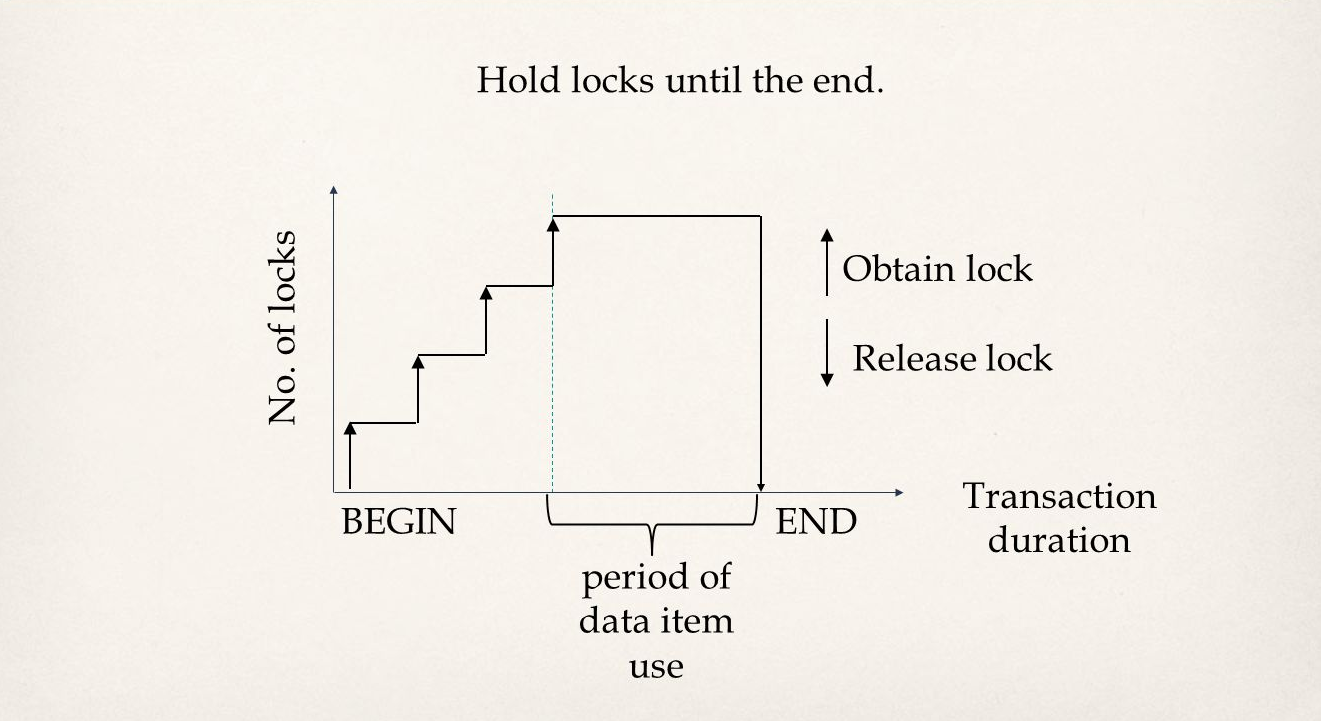 Hold locks until the end.
No. of locks
Obtain lock
Release lock
BEGIN
END
Transaction
duration
period of
data item
use